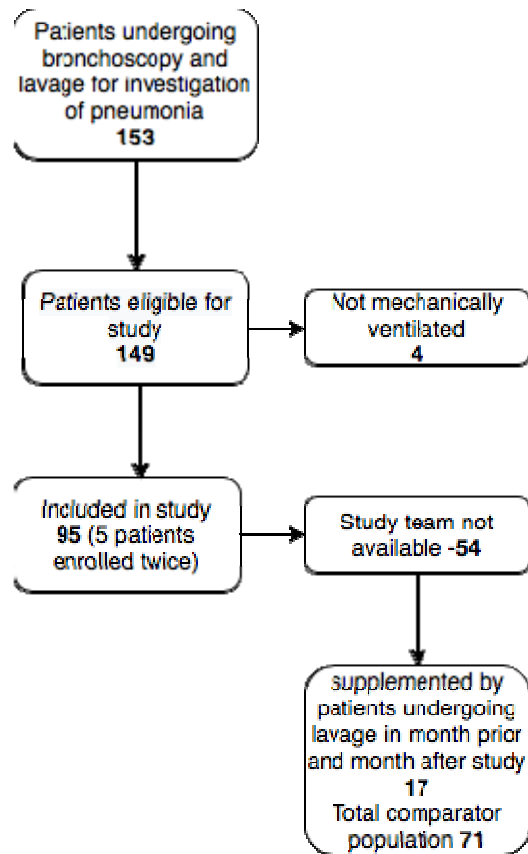 Patients undergoing
bronchoscopy and
lavage for investigation
of pneumonia
153
Patients eligible for
study
149
Not mechanically
ventilated
4
Included in study
95 (5 patients
enrolled twice)
Study team not
available -54
supplemented by
patients undergoing
lavage in month prior
and month after study
17
Total comparator
population 71